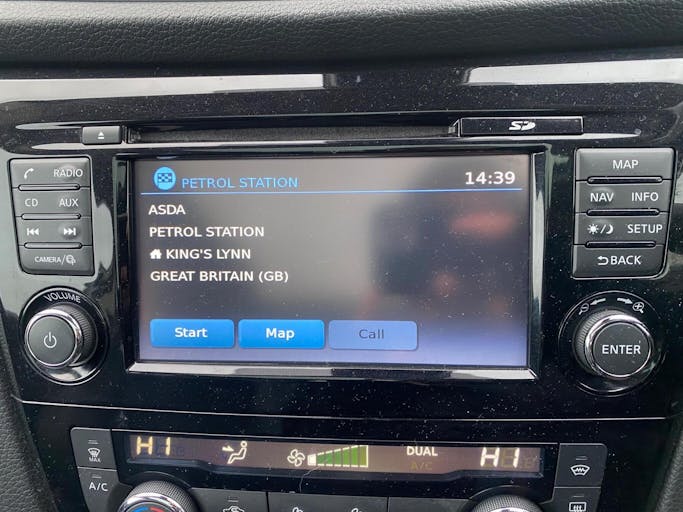 SD
RADIO
CD AUX
CAMERA/
VOLUME
PETROL STATION 14:39
ASDA
PETROL STATION
KING'S LYNN
GREAT BRITAIN (GB)
Start Map Call
MAP
NAV INFO
SETUP
BACK
ENTER
HI DUAL HI
A/C
MAX
A/C